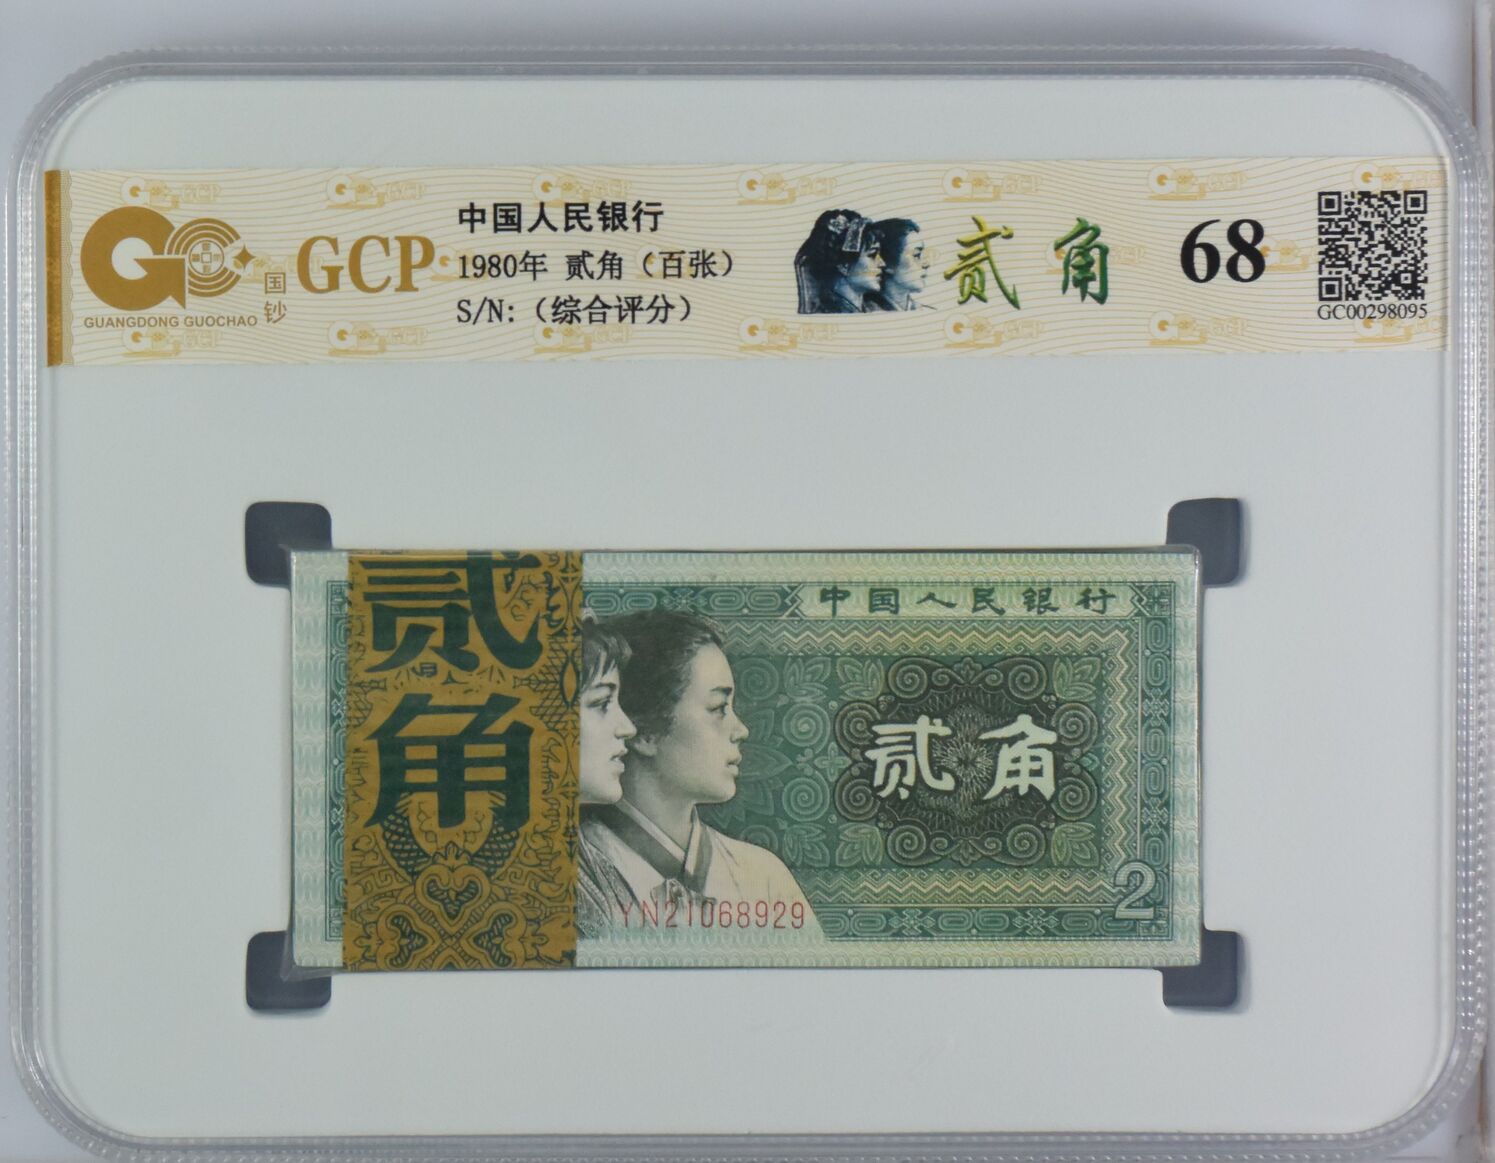 GUANGDONG GUOCHAO
国钞
GCP
中国人民银行
1980年 贰角（百张）
S/N:（综合评分）
贰角
68
GC00298095
贰角
中国人民银行
贰角
2
YN21068929